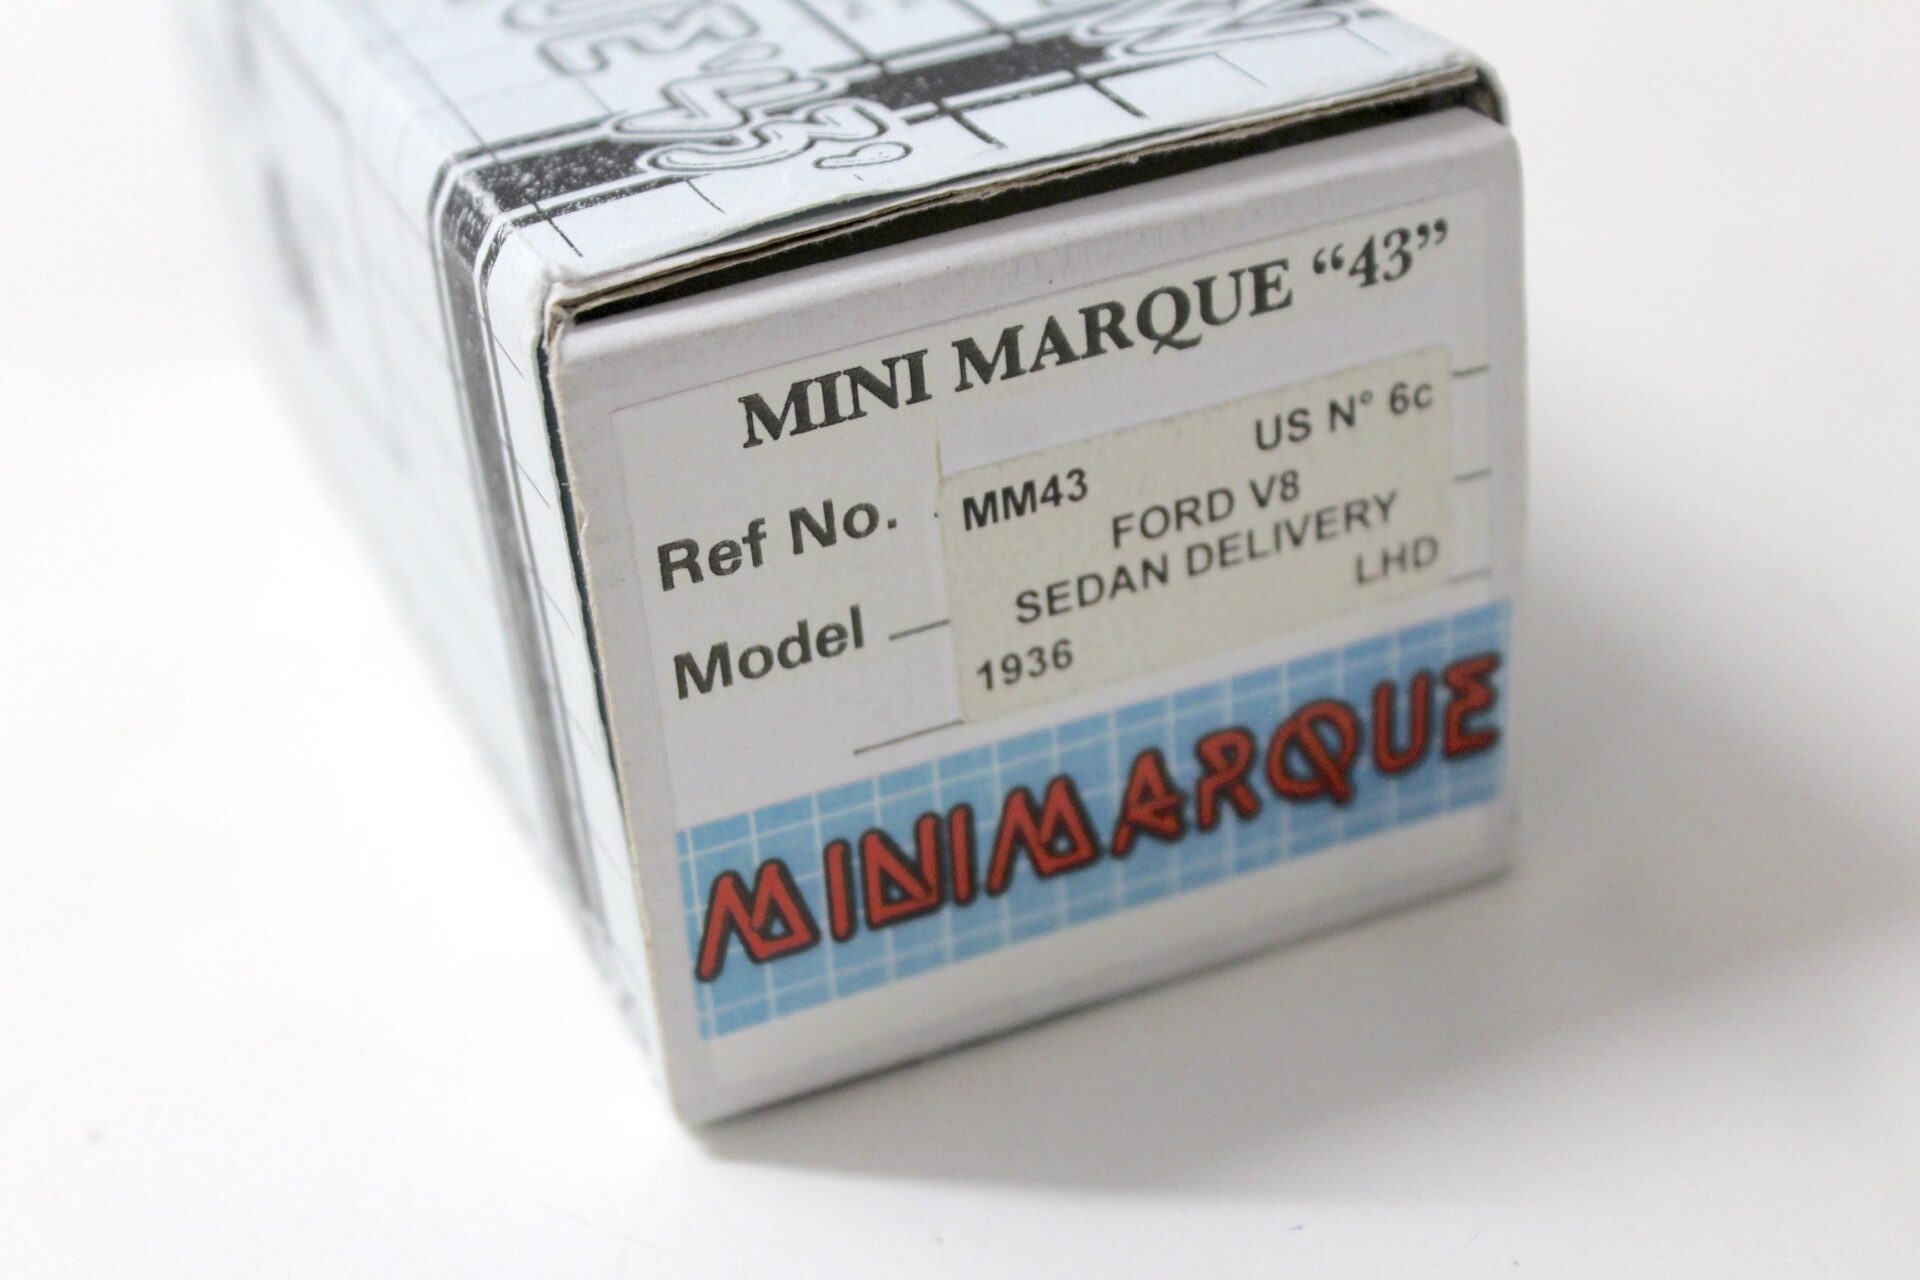 MINI MARQUE “43”
Ref No.
MM43
US N° 6c
FORD V8
SEDAN DELIVERY
LHD
Model
1936
MINIMARQUE